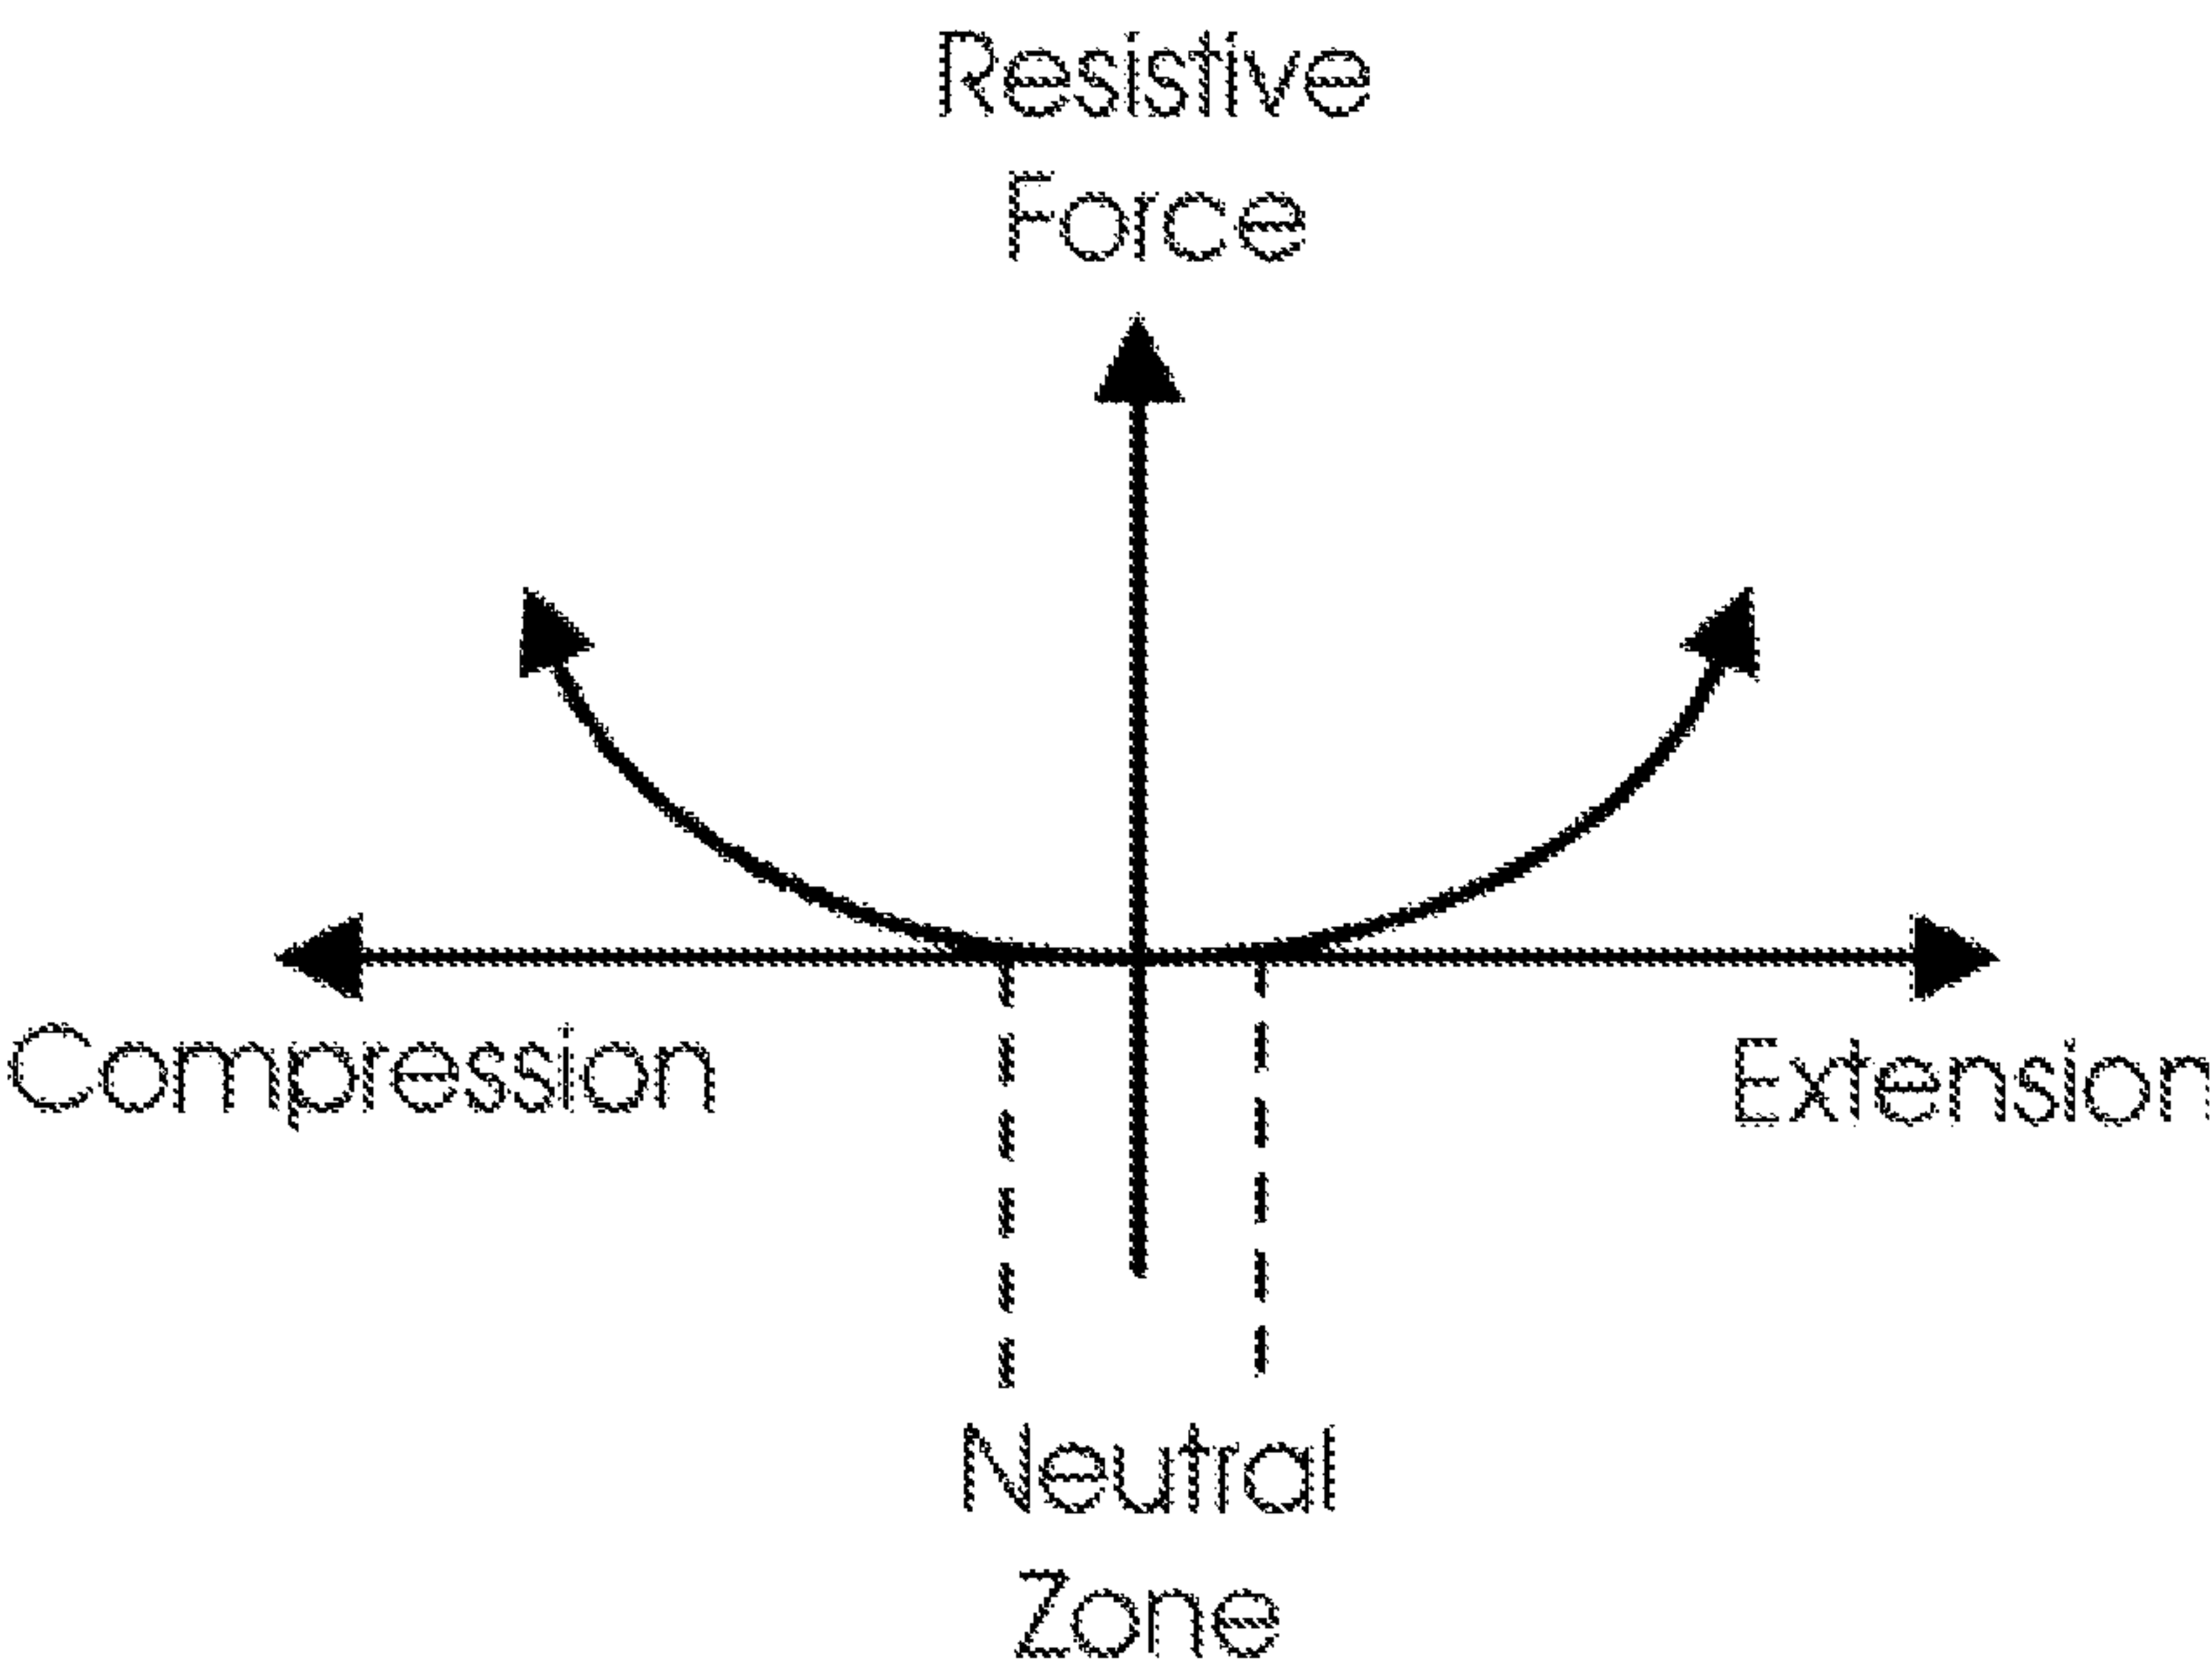 Resistive
Force
Compression
Extension
Neutral
Zone